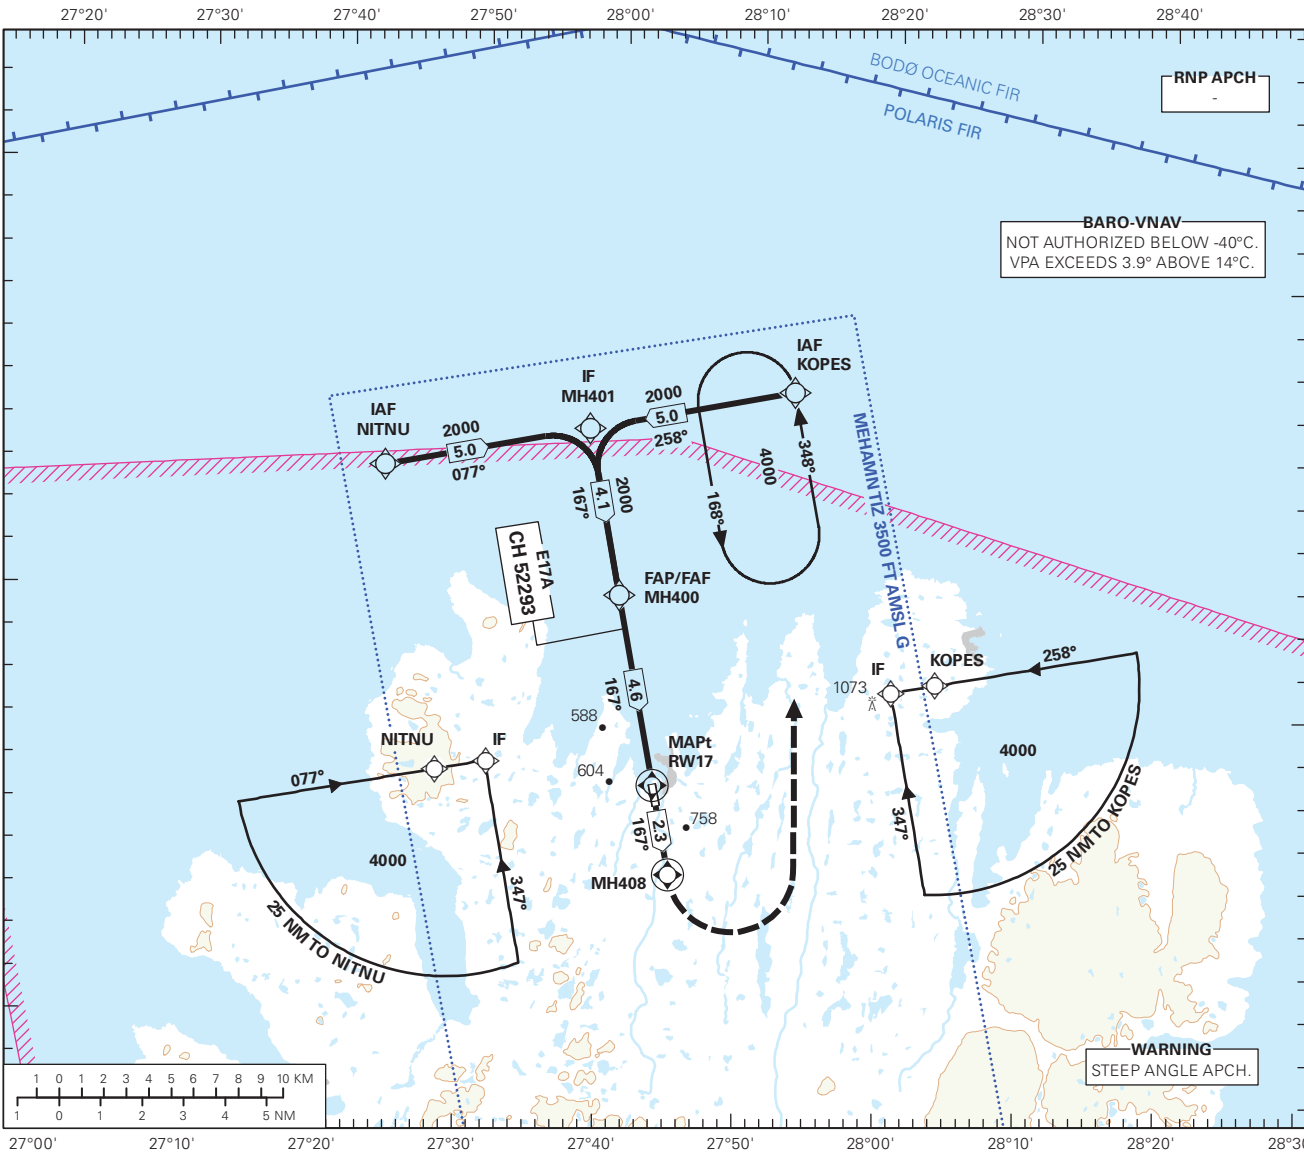 27°20' 27°30' 27°40' 27°50' 28°00' 28°10' 28°20' 28°30' 28°40'
BODØ OCEANIC FIR
POLARIS FIR
RNP APCH
-
BARO-VNAV
NOT AUTHORIZED BELOW -40°C.
VPA EXCEEDS 3.9° ABOVE 14°C.
IAF
KOPES
IF
MH401
IAF
NITNU
2000
5.0
258°
2000
5.0
077°
348°
4000
168°
2000
4.1
167°
MEHAMN TIZ 3500 FT AMSL G
E17A
CH 52293
FAP/FAF
MH400
4.6
167°
588
604
758
MAPt
RW17
2.3
167°
MH408
1073
IF
KOPES
258°
4000
347°
25 NM TO KOPES
NITNU
IF
077°
4000
347°
25 NM TO NITNU
WARNING
STEEP ANGLE APCH.
1 0 1 2 3 4 5 6 7 8 9 10 KM
1 0 1 2 3 4 5 NM
27°00' 27°10' 27°20' 27°30' 27°40' 27°50' 28°00' 28°10' 28°20' 28°30'